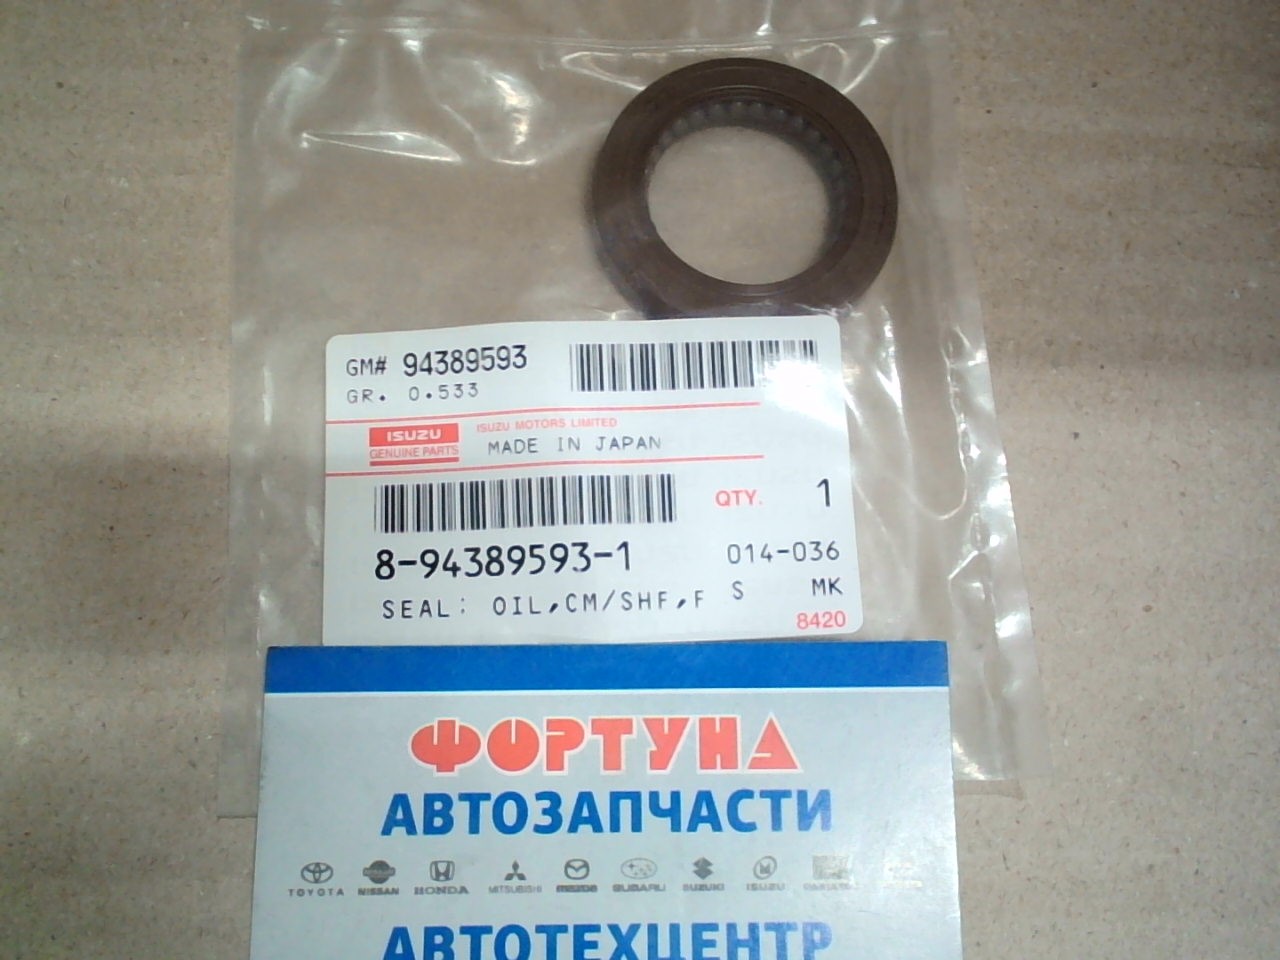 GM# 94389593
GR. 0.533
ISUZU
GENUINE PARTS
ISUZU MOTORS LIMITED
MADE IN JAPAN
QTY. 1
8-94389593-1 014-036
SEAL: OIL,CM/SHF,F S MK
8420
ФОРТУНА
АВТОЗАПЧАСТИ
TOYOTA NISSAN HONDA MITSUBISHI mazda SUBARU SUZUKI ISUZU
АВТОТЕХЦЕНТР